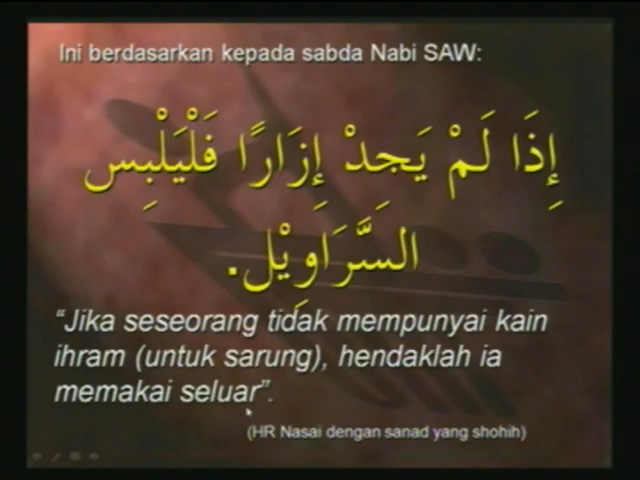 Ini berdasarkan kepada sabda Nabi SAW:
إِذَا لَمْ يَجِدْ إِزَارًا فَلْيَلْبِسِ
السَّرَاوِيْل.
“Jika seseorang tidak mempunyai kain
ihram (untuk sarung), hendaklah ia
memakai seluar”.
(HR Nasai dengan sanad yang shohih)